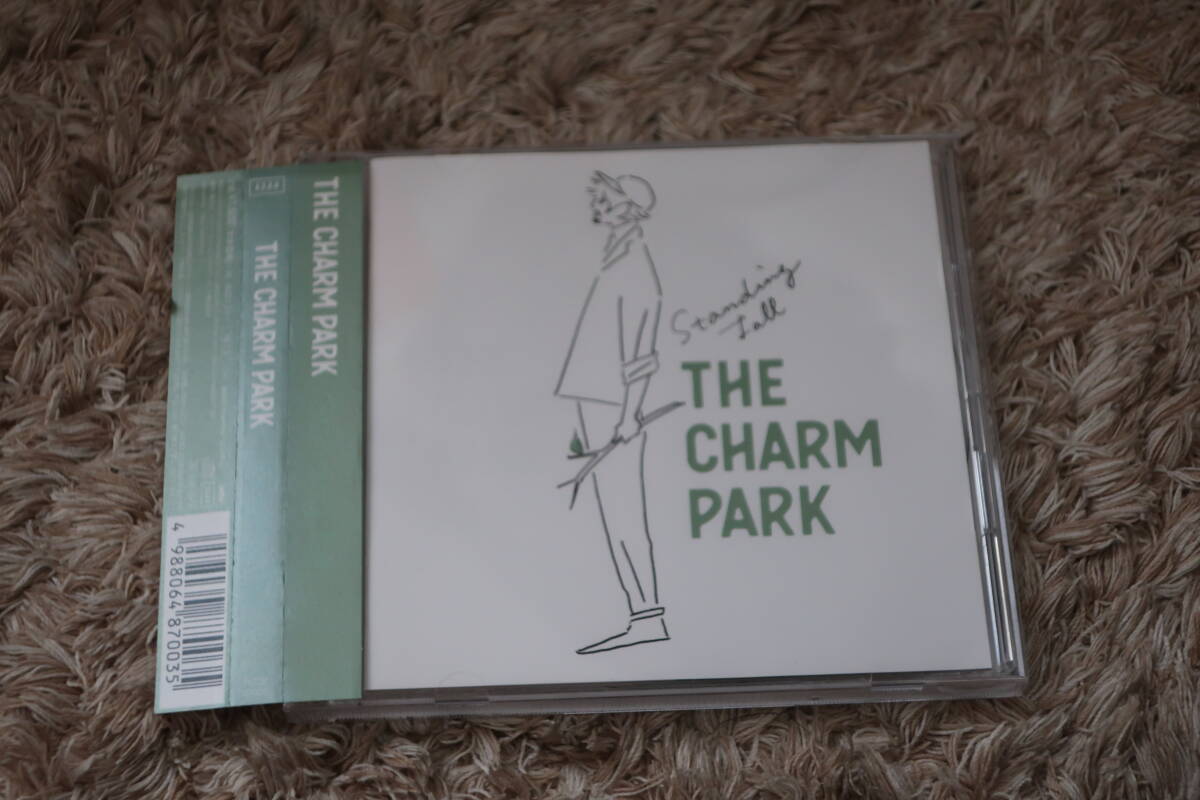 THE CHARM PARK
THE CHARM PARK
4 988064 870035
Standing
Tall
THE
CHARM
PARK